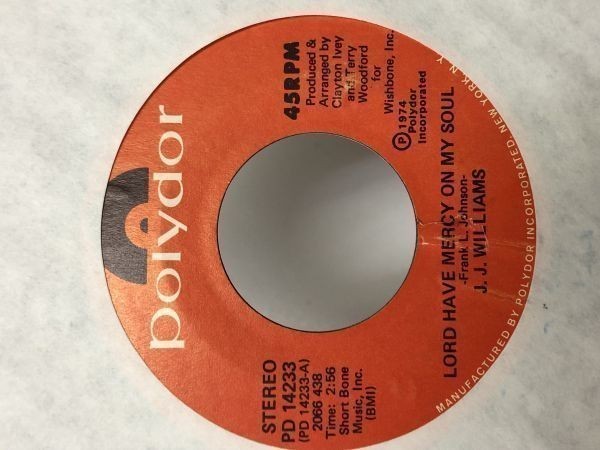 polydor
45RPM
Produced &
Arranged by
Clayton Ivey
and Terry
Woodford
for
Wishbone, Inc.
℗ 1974
Polydor
Incorporated
STEREO
PD 14233
(PD 14233-A)
2066 438
Time: 2:56
Short Bone
Music, Inc.
(BMI)
LORD HAVE MERCY ON MY SOUL
-Frank L. Johnson-
J. J. WILLIAMS
MANUFACTURED BY POLYDOR INCORPORATED, NEW YORK, N.Y.